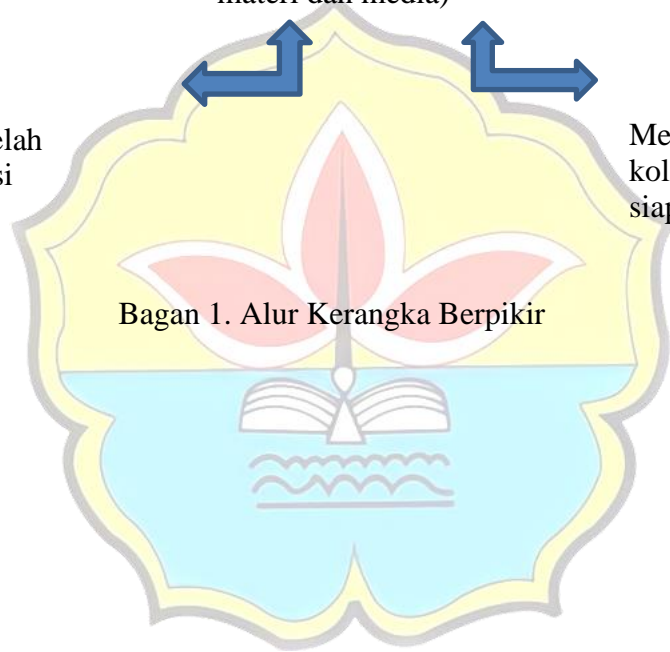 materi dan media)
elah
si
Me
kol
siap
Bagan 1. Alur Kerangka Berpikir